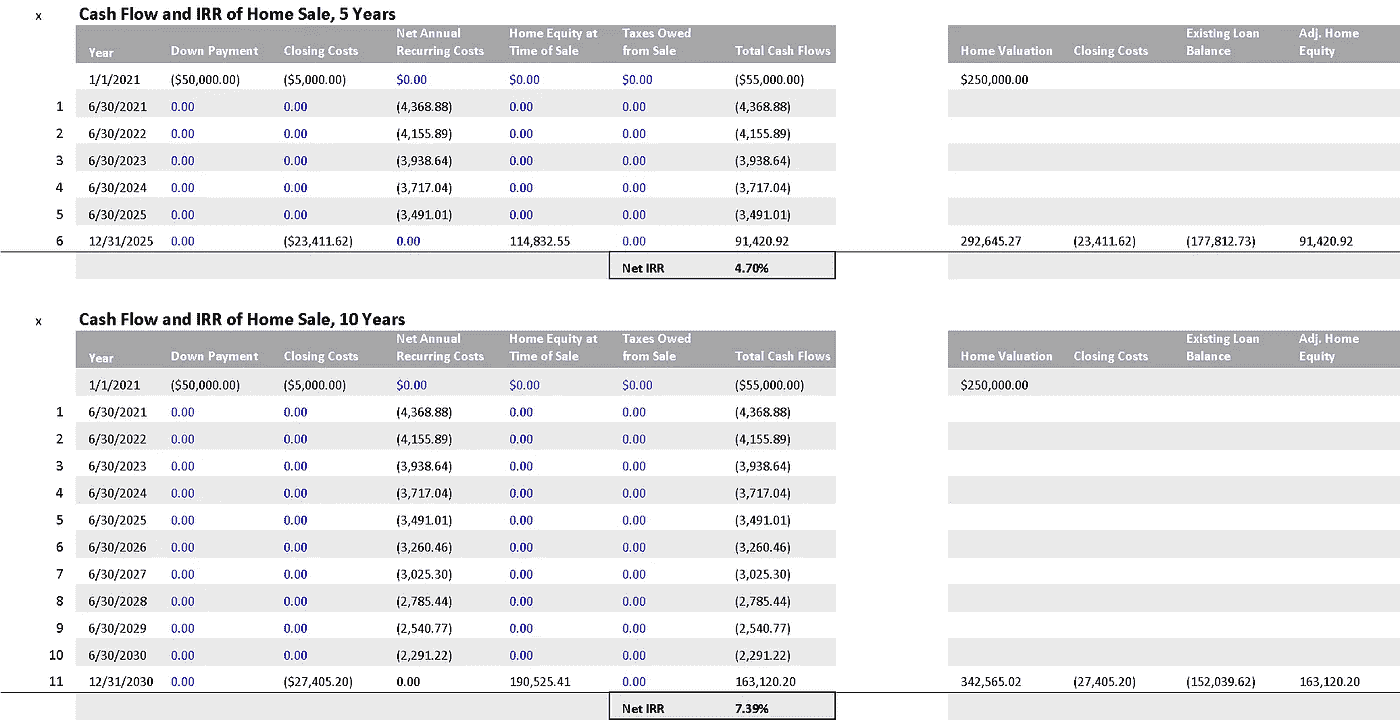 x Cash Flow and IRR of Home Sale, 5 Years
Net Annual Home Equity at Taxes Owed Existing Loan Adj. Home
Year Down Payment Closing Costs Recurring Costs Time of Sale from Sale Total Cash Flows Home Valuation Closing Costs Balance Equity
1/1/2021 ($50,000.00) ($5,000.00) $0.00 $0.00 $0.00 ($55,000.00) $250,000.00
1 6/30/2021 0.00 0.00 (4,368.88) 0.00 0.00 (4,368.88)
2 6/30/2022 0.00 0.00 (4,155.89) 0.00 0.00 (4,155.89)
3 6/30/2023 0.00 0.00 (3,938.64) 0.00 0.00 (3,938.64)
4 6/30/2024 0.00 0.00 (3,717.04) 0.00 0.00 (3,717.04)
5 6/30/2025 0.00 0.00 (3,491.01) 0.00 0.00 (3,491.01)
6 12/31/2025 0.00 ($23,411.62) 0.00 114,832.55 0.00 91,420.92 292,645.27 (23,411.62) (177,812.73) 91,420.92
Net IRR 4.70%
x Cash Flow and IRR of Home Sale, 10 Years
Net Annual Home Equity at Taxes Owed Existing Loan Adj. Home
Year Down Payment Closing Costs Recurring Costs Time of Sale from Sale Total Cash Flows Home Valuation Closing Costs Balance Equity
1/1/2021 ($50,000.00) ($5,000.00) $0.00 $0.00 $0.00 ($55,000.00) $250,000.00
1 6/30/2021 0.00 0.00 (4,368.88) 0.00 0.00 (4,368.88)
2 6/30/2022 0.00 0.00 (4,155.89) 0.00 0.00 (4,155.89)
3 6/30/2023 0.00 0.00 (3,938.64) 0.00 0.00 (3,938.64)
4 6/30/2024 0.00 0.00 (3,717.04) 0.00 0.00 (3,717.04)
5 6/30/2025 0.00 0.00 (3,491.01) 0.00 0.00 (3,491.01)
6 6/30/2026 0.00 0.00 (3,260.46) 0.00 0.00 (3,260.46)
7 6/30/2027 0.00 0.00 (3,025.30) 0.00 0.00 (3,025.30)
8 6/30/2028 0.00 0.00 (2,785.44) 0.00 0.00 (2,785.44)
9 6/30/2029 0.00 0.00 (2,540.77) 0.00 0.00 (2,540.77)
10 6/30/2030 0.00 0.00 (2,291.22) 0.00 0.00 (2,291.22)
11 12/31/2030 0.00 ($27,405.20) 0.00 190,525.41 0.00 163,120.20 342,565.02 (27,405.20) (152,039.62) 163,120.20
Net IRR 7.39%